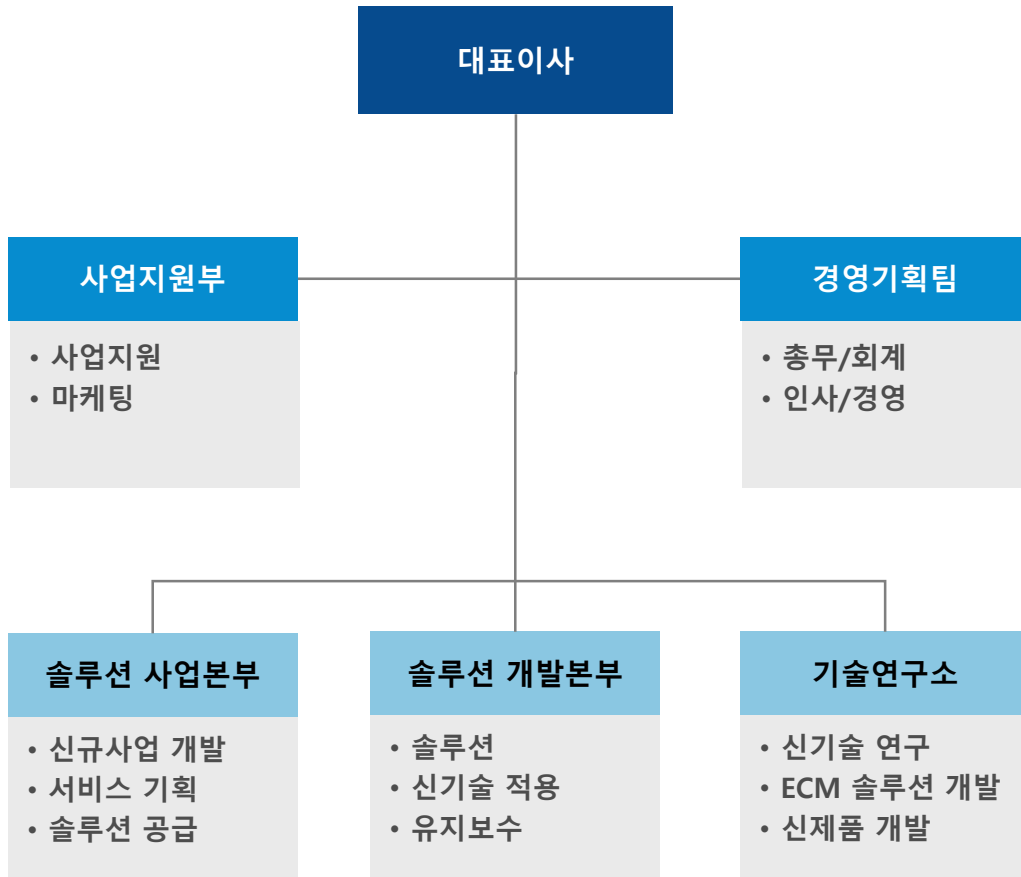 대표이사
사업지원부
• 사업지원
• 마케팅
경영기획팀
• 총무/회계
• 인사/경영
솔루션 사업본부
• 신규사업 개발
• 서비스 기획
• 솔루션 공급
솔루션 개발본부
• 솔루션
• 신기술 적용
• 유지보수
기술연구소
• 신기술 연구
• ECM 솔루션 개발
• 신제품 개발